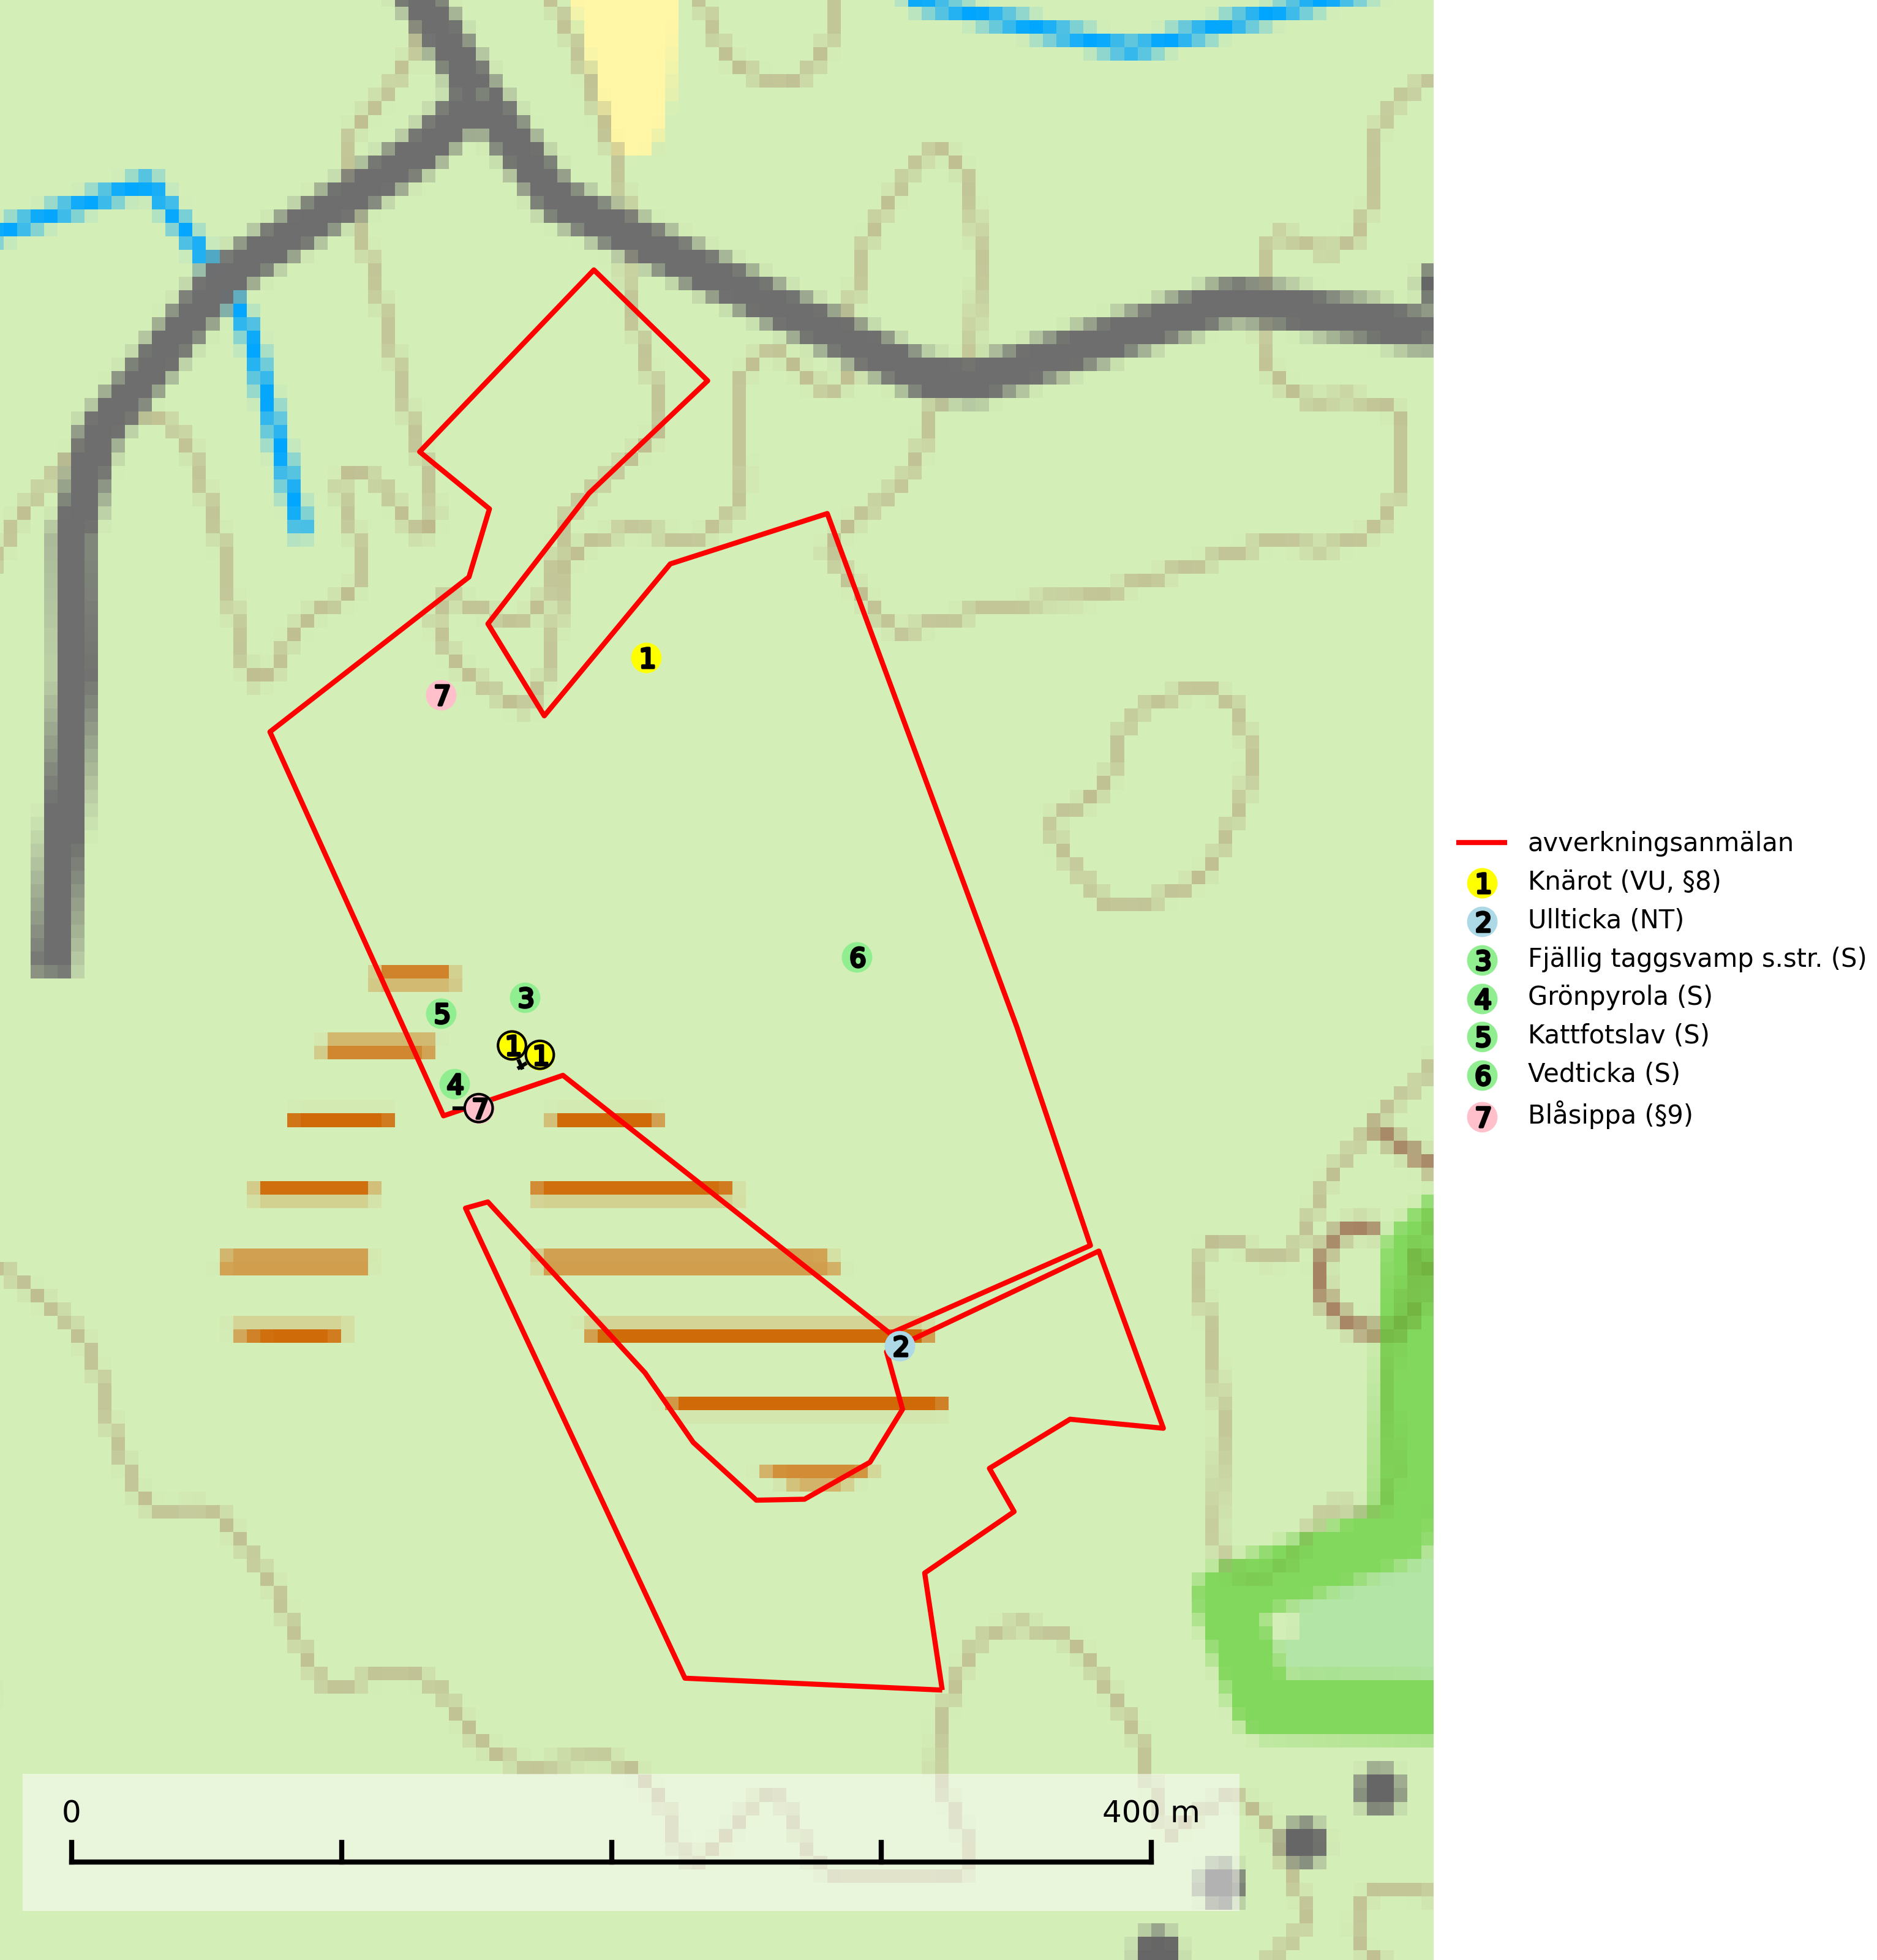 1
7
6
3
5
1 1
4
7
2
0 400 m
avverkningsanmälan
1 Knärot (VU, §8)
2 Ullticka (NT)
3 Fjällig taggsvamp s.str. (S)
4 Grönpyrola (S)
5 Kattfotslav (S)
6 Vedticka (S)
7 Blåsippa (§9)